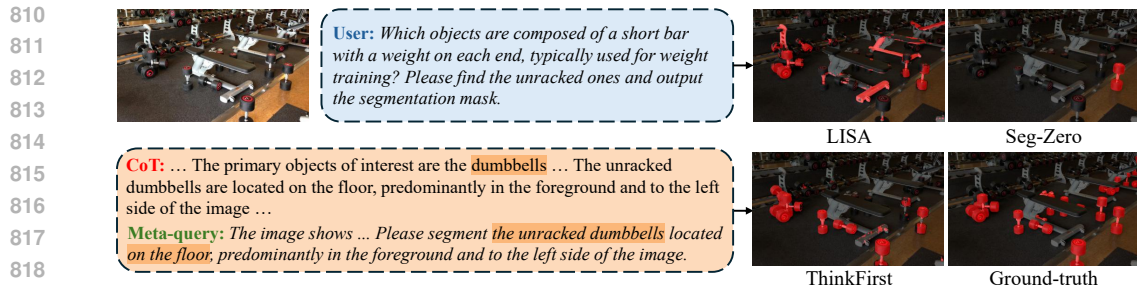 810
811
812
813
814
815
816
817
818
User: Which objects are composed of a short bar
with a weight on each end, typically used for weight
training? Please find the unracked ones and output
the segmentation mask.
LISA
Seg-Zero
CoT: … The primary objects of interest are the dumbbells … The unracked
dumbbells are located on the floor, predominantly in the foreground and to the left
side of the image …
Meta-query: The image shows ... Please segment the unracked dumbbells located
on the floor, predominantly in the foreground and to the left side of the image.
ThinkFirst
Ground-truth